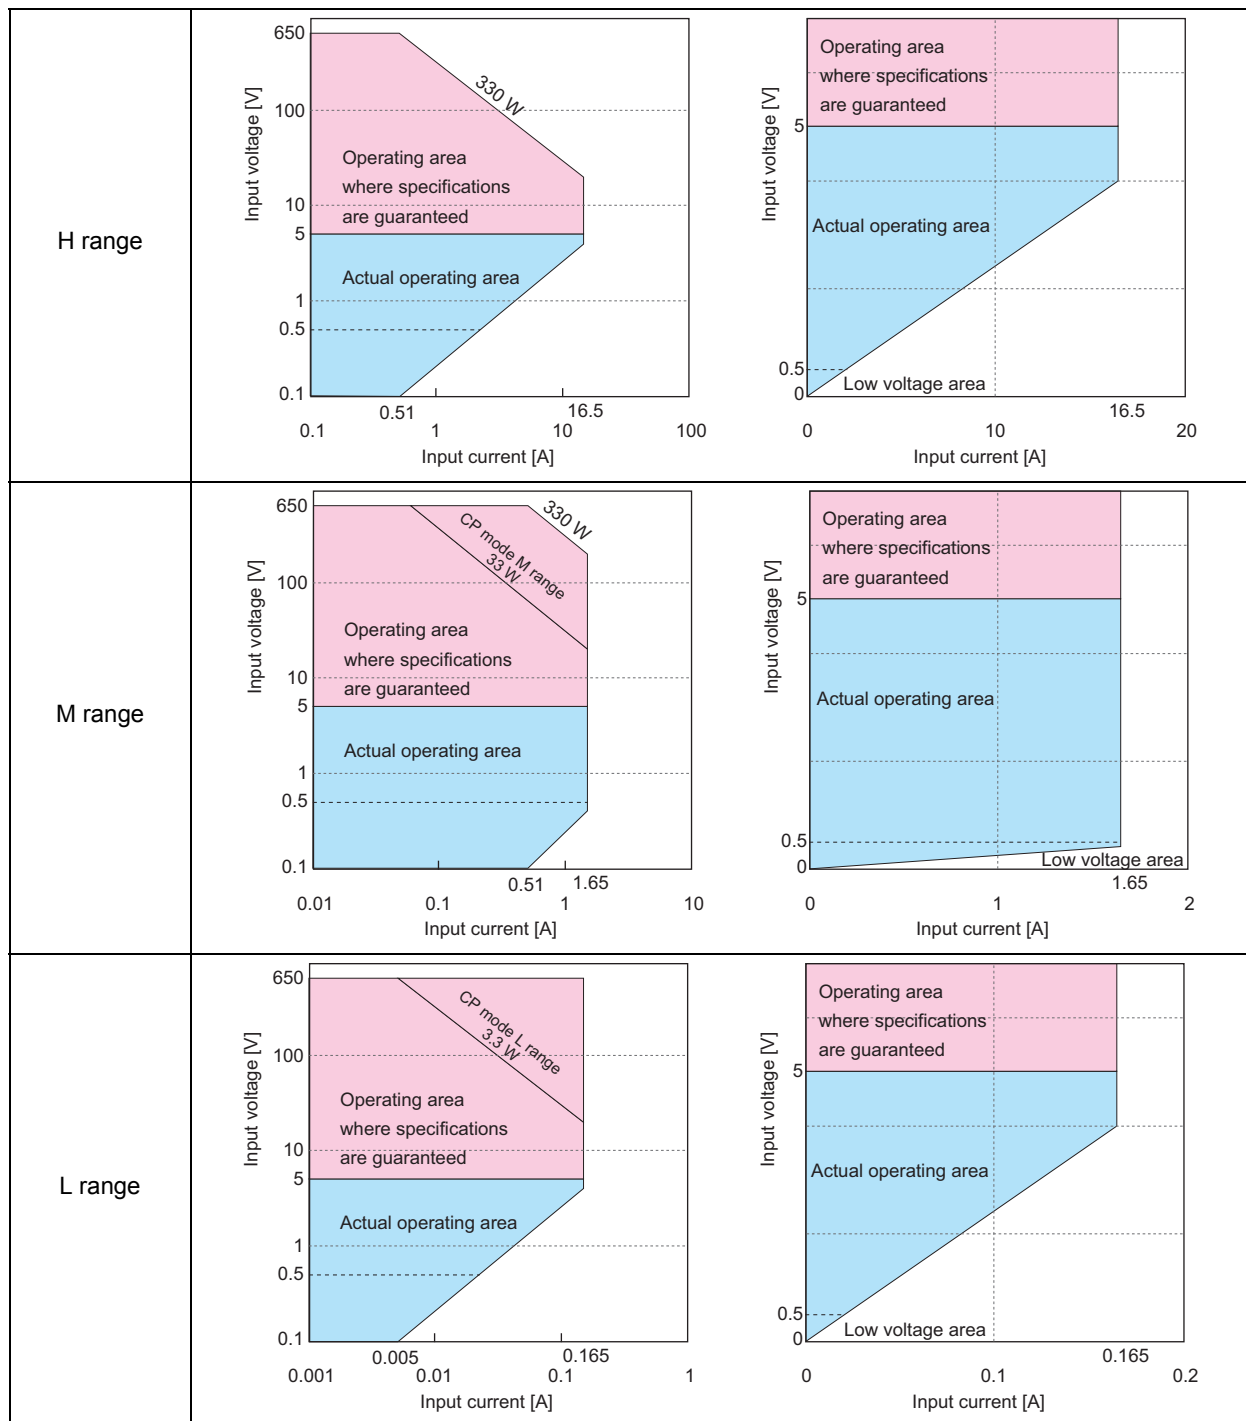 H range
650
100
10
5
1
0.5
0.1
Input voltage [V]
330 W
Operating area
where specifications
are guaranteed
Actual operating area
0.51
16.5
0.1
1
10
100
Input current [A]
Input voltage [V]
5
0.5
0
Operating area
where specifications
are guaranteed
Actual operating area
Low voltage area
16.5
0
10
20
Input current [A]
M range
650
100
10
5
1
0.5
0.1
Input voltage [V]
330 W
CP mode M range
33 W
Operating area
where specifications
are guaranteed
Actual operating area
0.51
1.65
0.01
0.1
1
10
Input current [A]
Input voltage [V]
5
0.5
0
Operating area
where specifications
are guaranteed
Actual operating area
Low voltage area
1.65
0
1
2
Input current [A]
L range
650
100
10
5
1
0.5
0.1
Input voltage [V]
CP mode L range
3.3 W
Operating area
where specifications
are guaranteed
Actual operating area
0.005
0.165
0.001
0.01
0.1
1
Input current [A]
Input voltage [V]
5
0.5
0
Operating area
where specifications
are guaranteed
Actual operating area
Low voltage area
0.165
0
0.1
0.2
Input current [A]